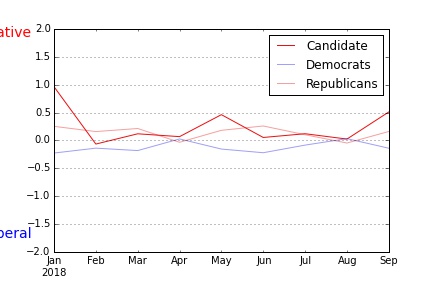 2.0
ative
Candidate
Democrats
Republicans
1.5
1.0
0.5
0.0
−0.5
−1.0
−1.5
peral
−2.0
Jan Feb Mar Apr May Jun Jul Aug Sep
2018